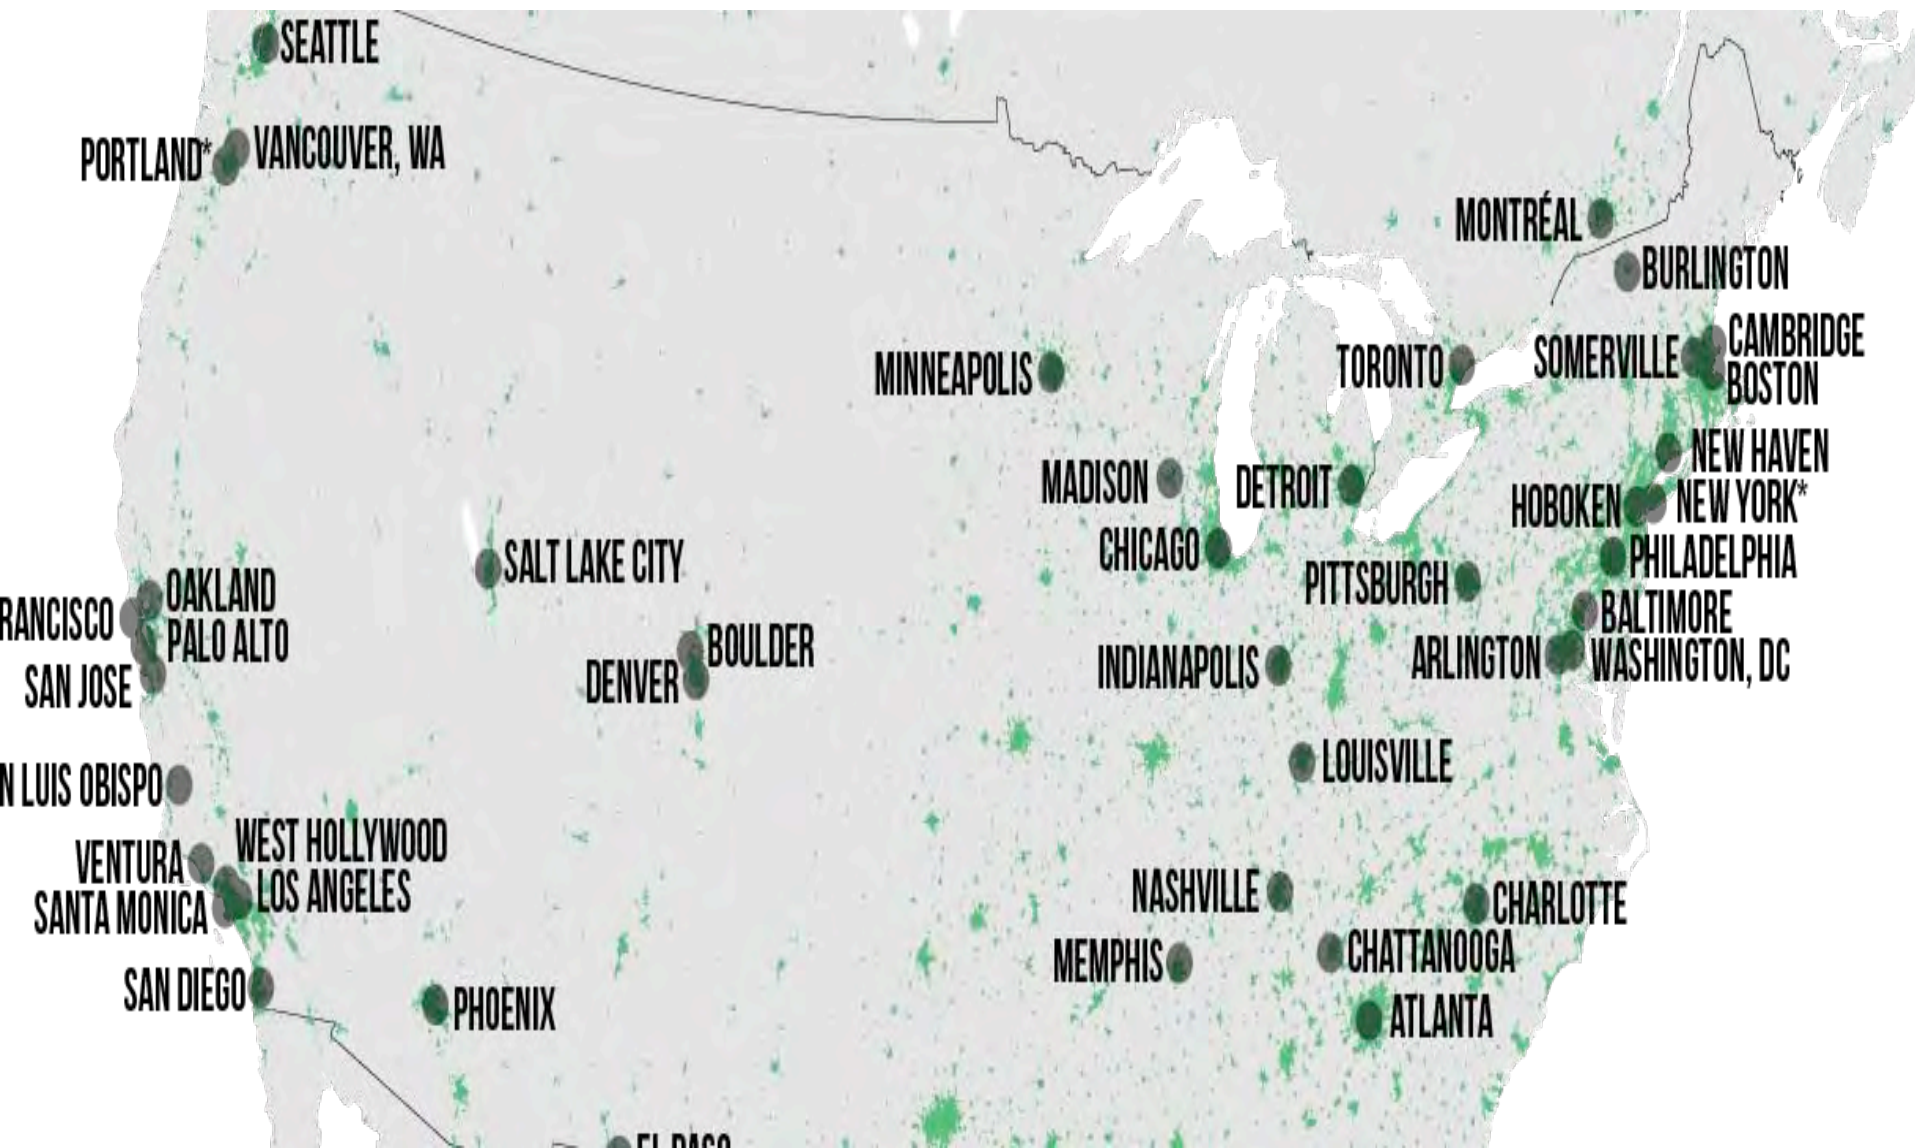 SEATTLE
PORTLAND*
VANCOUVER, WA
MONTRÉAL
BURLINGTON
MINNEAPOLIS
TORONTO
SOMERVILLE
CAMBRIDGE
BOSTON
MADISON
DETROIT
NEW HAVEN
HOBOKEN
NEW YORK*
CHICAGO
PHILADELPHIA
SALT LAKE CITY
PITTSBURGH
OAKLAND
RANCISCO
BALTIMORE
PALO ALTO
BOULDER
INDIANAPOLIS
ARLINGTON
WASHINGTON, DC
SAN JOSE
DENVER
LOUISVILLE
N LUIS OBISPO
WEST HOLLYWOOD
VENTURA
LOS ANGELES
SANTA MONICA
NASHVILLE
CHARLOTTE
MEMPHIS
CHATTANOOGA
SAN DIEGO
PHOENIX
ATLANTA
EL PASO